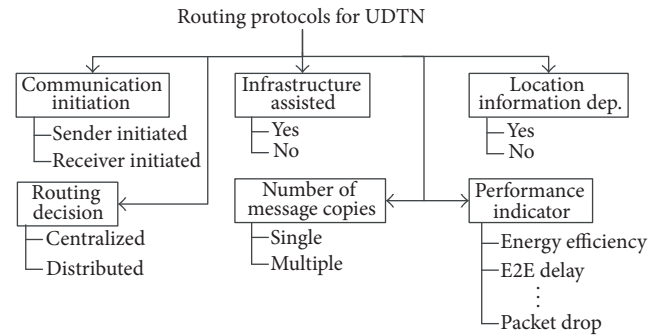 Routing protocols for UDTN
Communication
initiation
Sender initiated
Receiver initiated
Infrastructure
assisted
Yes
No
Location
information dep.
Yes
No
Routing
decision
Centralized
Distributed
Number of
message copies
Single
Multiple
Performance
indicator
Energy efficiency
E2E delay
⋮
Packet drop